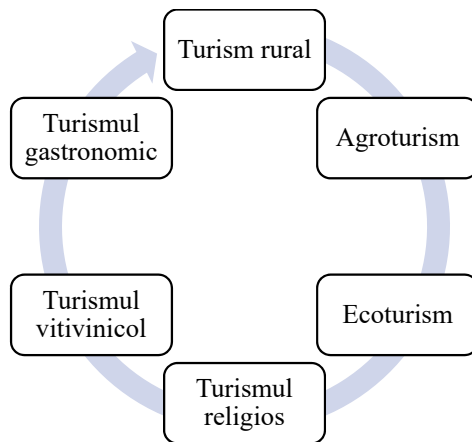 Turism rural
Agroturism
Ecoturism
Turismul
religios
Turismul
vitivinicol
Turismul
gastronomic